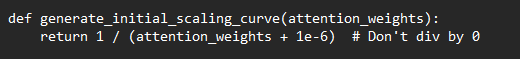 def generate_initial_scaling_curve(attention_weights):
    return 1 / (attention_weights + 1e-6)  # Don't div by 0